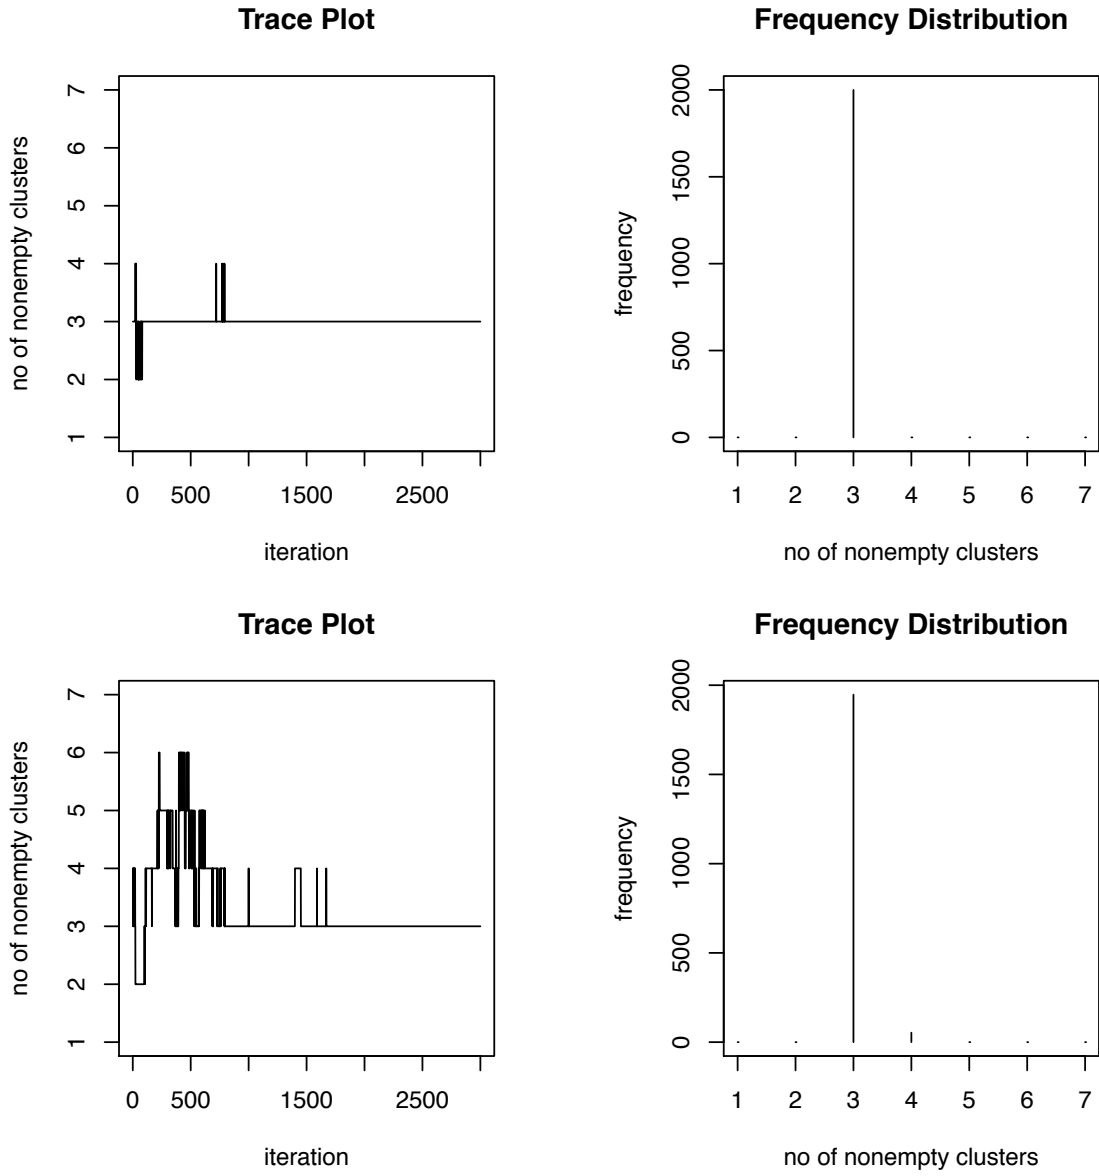 Trace Plot
no of nonempty clusters
7
6
5
4
3
2
1
0 500 1500 2500
iteration
Frequency Distribution
frequency
2000
1500
1000
500
0
1 2 3 4 5 6 7
no of nonempty clusters
Trace Plot
no of nonempty clusters
7
6
5
4
3
2
1
0 500 1500 2500
iteration
Frequency Distribution
frequency
2000
1500
1000
500
0
1 2 3 4 5 6 7
no of nonempty clusters